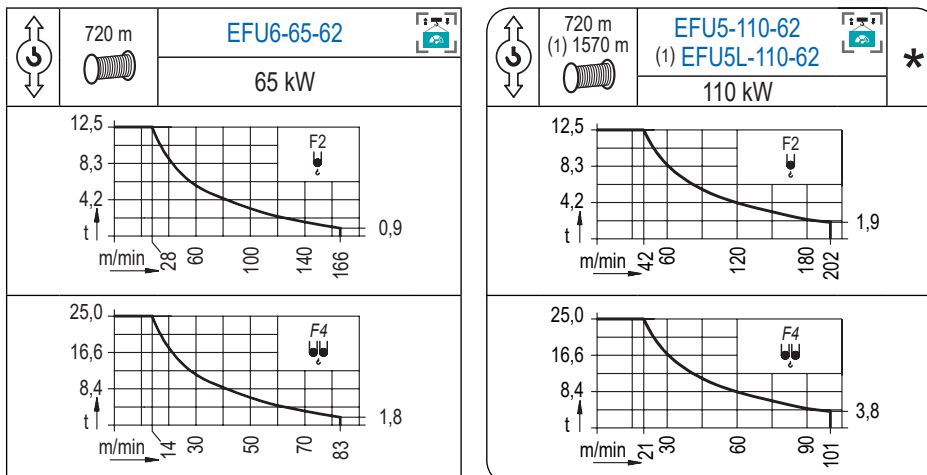 720 m
EFU6-65-62
65 kW
12,5
F2
8,3
4,2
t
0,9
m/min
28
60
100
140
166
25,0
F4
16,6
8,4
t
1,8
m/min
14
30
50
70
83
720 m
(1) 1570 m
EFU5-110-62
(1) EFU5L-110-62
*
110 kW
12,5
F2
8,3
4,2
t
1,9
m/min
42
60
120
180
202
25,0
F4
16,6
8,4
t
3,8
m/min
21
30
60
90
101